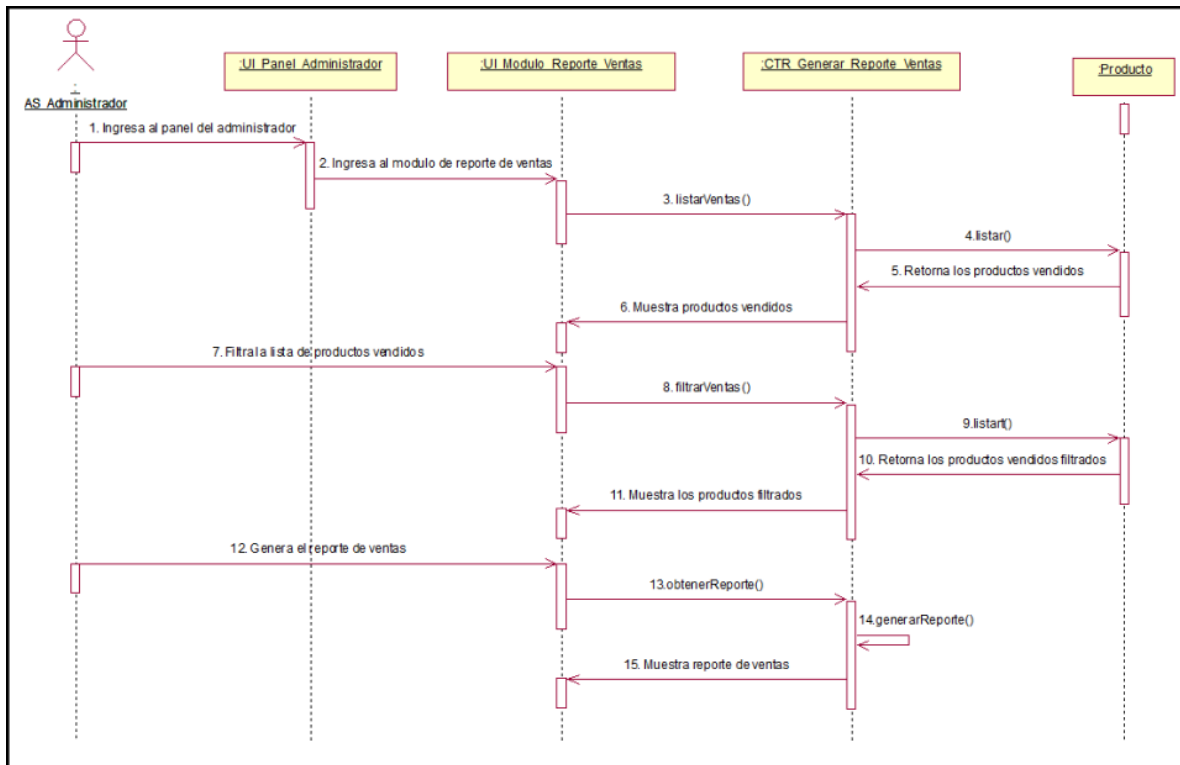 :UI_Panel_Administrador
:UI_Modulo_Reporte_Ventas
:CTR_Generar_Reporte_Ventas
:Producto
:
AS_Administrador
1. Ingresa al panel del administrador
2. Ingresa al modulo de reporte de ventas
3. listarVentas()
4.listar()
5. Retorna los productos vendidos
6. Muestra productos vendidos
7. Filtral a lista de productos vendidos
8. filtrarVentas()
9.listart()
10. Retorna los productos vendidos filtrados
11. Muestra los productos filtrados
12. Genera el reporte de ventas
13.obtenerReporte()
14.generarReporte()
15. Muestra reporte de ventas